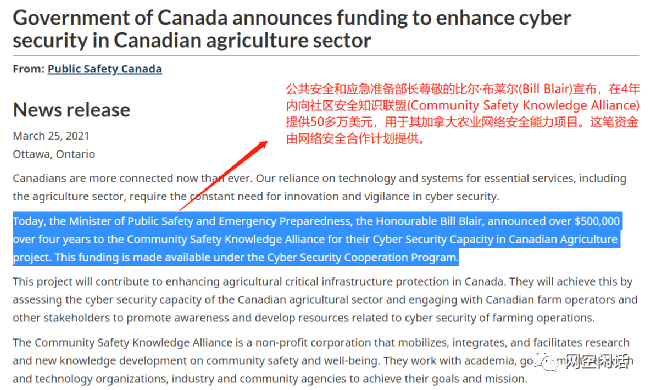 Government of Canada announces funding to enhance cyber
security in Canadian agriculture sector
From: Public Safety Canada
公共安全和应急准备部长尊敬的比尔·布莱尔(Bill Blair)宣布，在4年
内向社区安全知识联盟(Community Safety Knowledge Alliance)
提供50多万美元，用于其加拿大农业网络安全能力项目。这笔资金
由网络安全合作计划提供。
News release
March 25, 2021
Ottawa, Ontario
Canadians are more connected now than ever. Our reliance on technology and systems for essential services, including
the agriculture sector, require the constant need for innovation and vigilance in cyber security.
Today, the Minister of Public Safety and Emergency Preparedness, the Honourable Bill Blair, announced over $500,000
over four years to the Community Safety Knowledge Alliance for their Cyber Security Capacity in Canadian Agriculture
project. This funding is made available under the Cyber Security Cooperation Program.
This project will contribute to enhancing agricultural critical infrastructure protection in Canada. They will achieve this by
assessing the cyber security capacity of the Canadian agricultural sector and engaging with Canadian farm operators and
other stakeholders to promote awareness and develop resources related to cyber security of farming operations.
The Community Safety Knowledge Alliance is a non-profit corporation that mobilizes, integrates, and facilitates research
and new knowledge development on community safety and well-being. They work with academia,
and technology organizations, industry and community agencies to achieve their goals and mission.
网空闲话